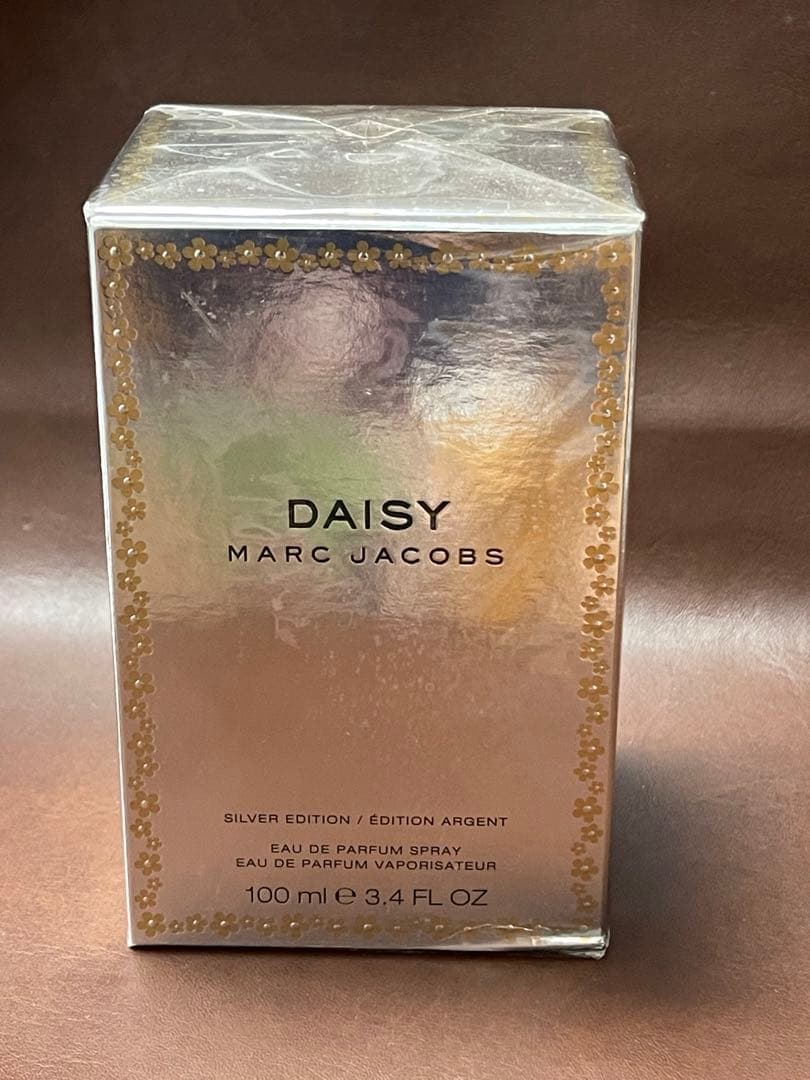 DAISY
MARC JACOBS
SILVER EDITION / ÉDITION ARGENT
EAU DE PARFUM SPRAY
EAU DE PARFUM VAPORISATEUR
100 ml ℮ 3.4 FL OZ